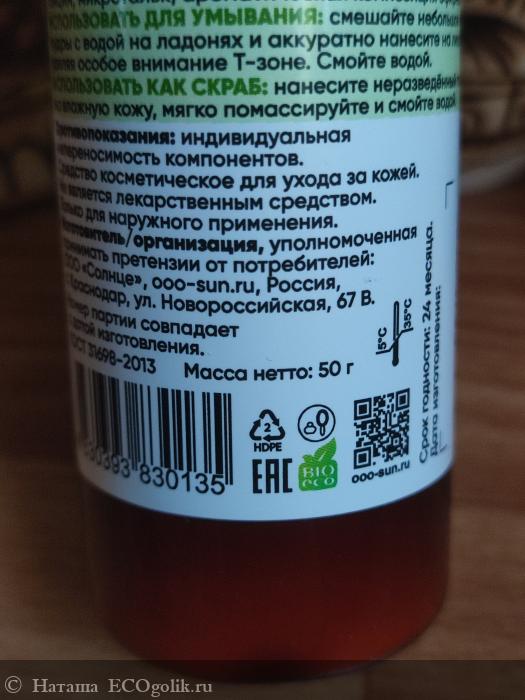 ИСПОЛЬЗОВАТЬ ДЛЯ УМЫВАНИЯ: смешайте
с водой на ладонях и аккуратно нанесите на
особое внимание Т-зоне. Смойте водой.
ИСПОЛЬЗОВАТЬ КАК СКРАБ: нанесите неразведённый
влажную кожу, мягко помассируйте и смойте водой.
Противопоказания: индивидуальная
непереносимость компонентов.
Средство косметическое для ухода за кожей.
Не является лекарственным средством.
Только для наружного применения.
Изготовитель/организация, уполномоченная
принимать претензии от потребителей:
ООО «Солнце», ooo-sun.ru, Россия,
г. Краснодар, ул. Новороссийская, 67 В.
Номер партии совпадает
с датой изготовления.
ГОСТ 31698-2013
Масса нетто: 50 г
5°C
35°C
Срок годности: 24 месяца.
Дата изготовления:
830135
2
HDPE
EAC
BIO
eco
ooo-sun.ru
© Наташа ECOgolik.ru